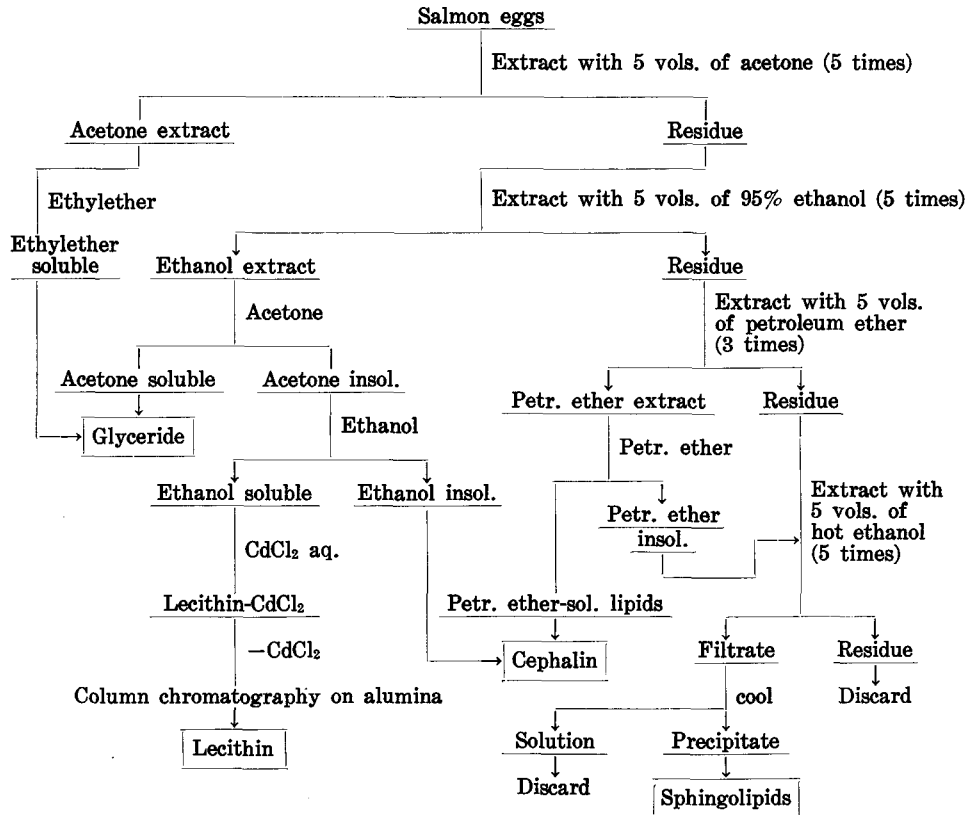 Salmon eggs
Extract with 5 vols. of acetone (5 times)
Acetone extract
Residue
Ethylether
Extract with 5 vols. of 95% ethanol (5 times)
Ethylether
soluble
Ethanol extract
Residue
Acetone
Extract with 5 vols.
of petroleum ether
(3 times)
Acetone soluble
Acetone insol.
Petr. ether extract
Residue
Glyceride
Ethanol
Petr. ether
Ethanol soluble
Ethanol insol.
Petr. ether
insol.
Extract with
5 vols. of
hot ethanol
(5 times)
CdCl₂ aq.
Lecithin-CdCl₂
Petr. ether-sol. lipids
−CdCl₂
Cephalin
Filtrate
Residue
Column chromatography on alumina
cool
Discard
Lecithin
Solution
Precipitate
Discard
Sphingolipids